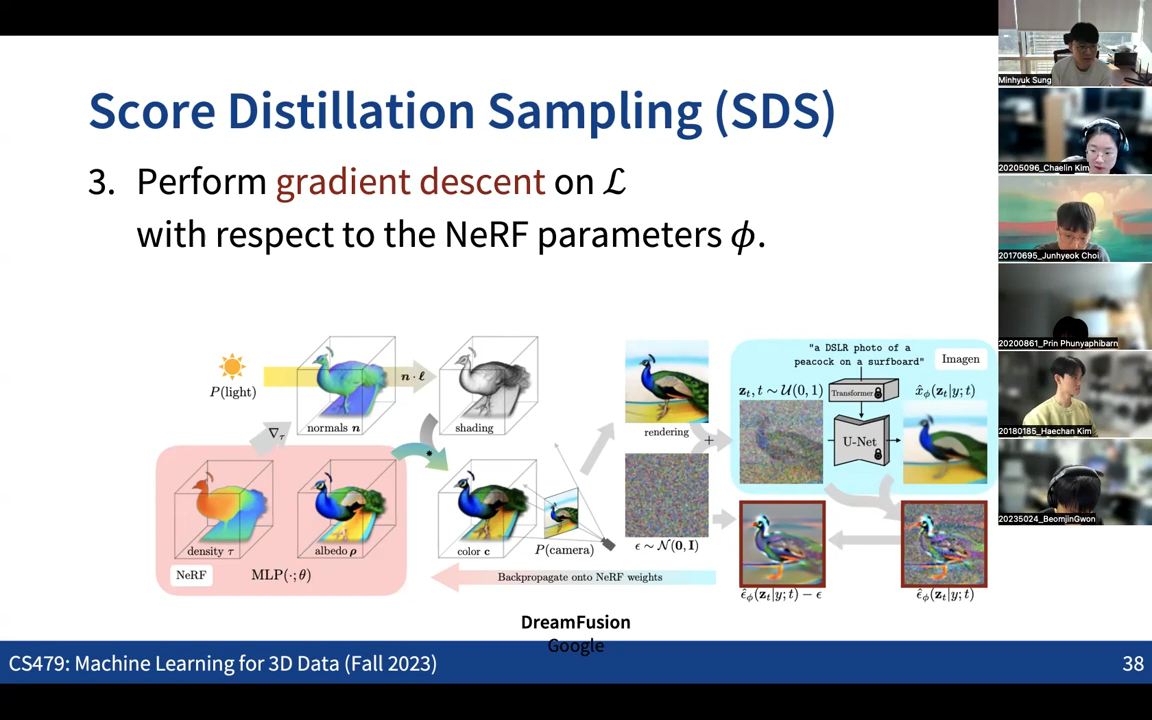 Score Distillation Sampling (SDS)
3. Perform gradient descent on ℒ
with respect to the NeRF parameters ϕ.
P(light)
normals n
n · ℓ
shading
∇τ
density τ
albedo ρ
NeRF
MLP(·; θ)
*
color c
P(camera)
rendering
ϵ ∼ 𝒩(0, I)
+
"a DSLR photo of a
peacock on a surfboard"
Imagen
z_t, t ∼ 𝒰(0, 1)
Transformer
x̂_ϕ(z_t|y; t)
U-Net
ϵ̂_ϕ(z_t|y; t) − ϵ
ϵ̂_ϕ(z_t|y; t)
Backpropagate onto NeRF weights
DreamFusion
Google
CS479: Machine Learning for 3D Data (Fall 2023)
38
Minhyuk Sung
20205096_Chaelin Kim
20170695_Junhyeok Choi
20200861_Prin Phunyaphibarn
20180185_Haechan Kim
20235024_BeomjinGwon